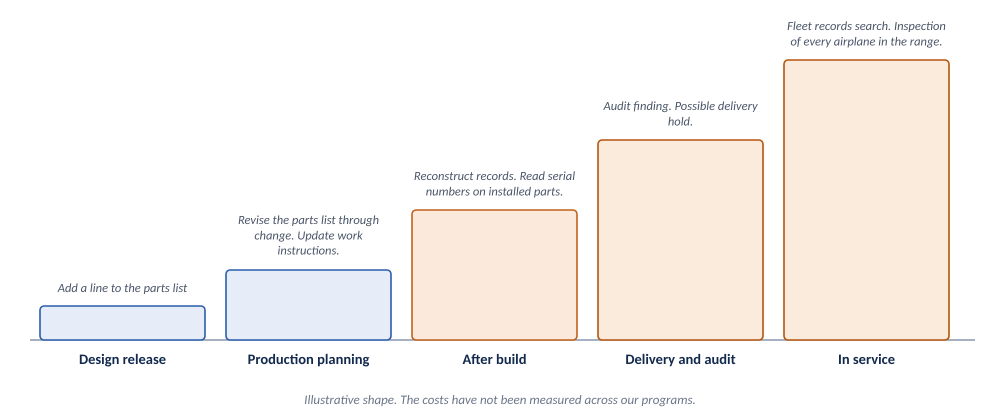 Fleet records search. Inspection
of every airplane in the range.
Audit finding. Possible delivery
hold.
Reconstruct records. Read serial
numbers on installed parts.
Revise the parts list through
change. Update work
instructions.
Add a line to the parts list
Design release
Production planning
After build
Delivery and audit
In service
Illustrative shape. The costs have not been measured across our programs.